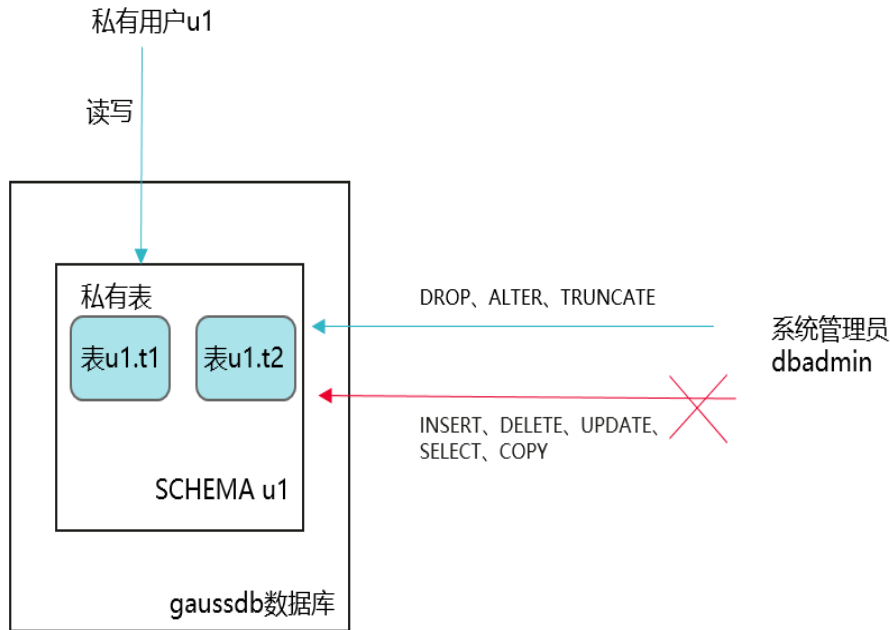 私有用户u1
读写
私有表
表u1.t1
表u1.t2
SCHEMA u1
gaussdb数据库
DROP、ALTER、TRUNCATE
INSERT、DELETE、UPDATE、
SELECT、COPY
系统管理员
dbadmin